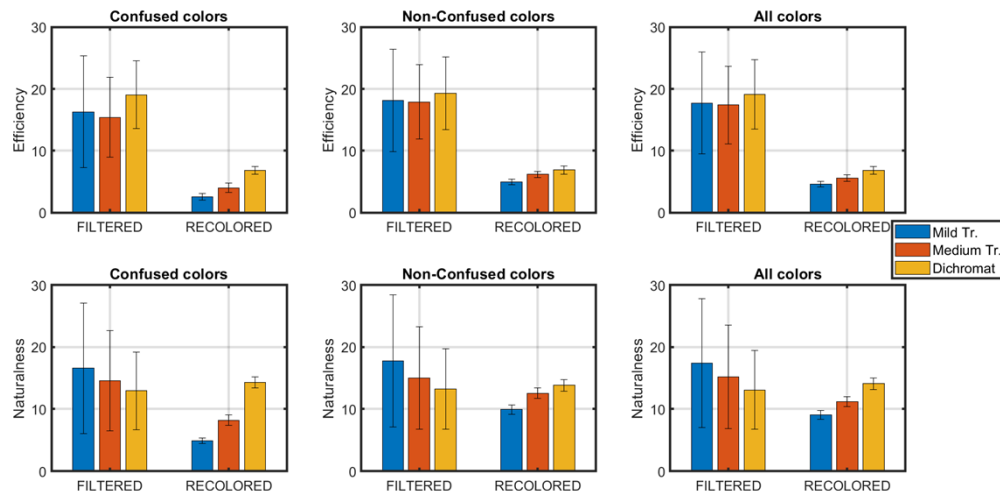 Confused colors
Non-Confused colors
All colors
30
20
10
0
Efficiency
FILTERED
RECOLORED
30
20
10
0
Efficiency
FILTERED
RECOLORED
30
20
10
0
Efficiency
FILTERED
RECOLORED
Mild Tr.
Medium Tr.
Dichromat
Confused colors
Non-Confused colors
All colors
30
20
10
0
Naturalness
FILTERED
RECOLORED
30
20
10
0
Naturalness
FILTERED
RECOLORED
30
20
10
0
Naturalness
FILTERED
RECOLORED